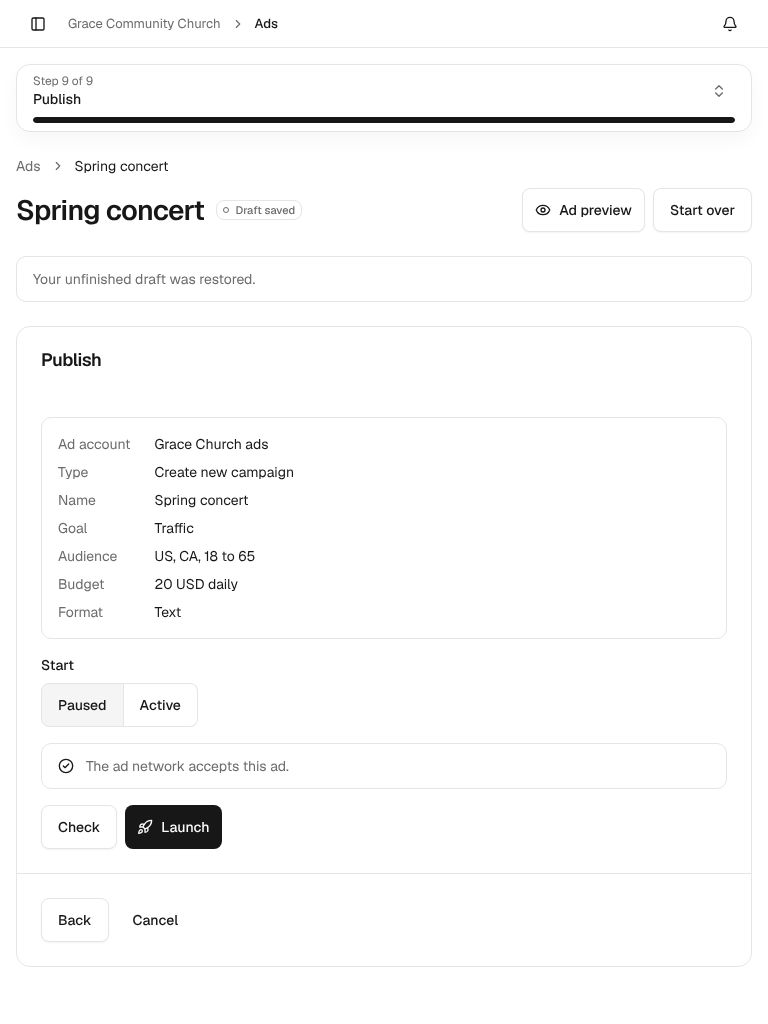 Grace Community Church > Ads
Step 9 of 9
Publish
Ads > Spring concert
Spring concert
Draft saved
Ad preview
Start over
Your unfinished draft was restored.
Publish
Ad account Grace Church ads
Type Create new campaign
Name Spring concert
Goal Traffic
Audience US, CA, 18 to 65
Budget 20 USD daily
Format Text
Start
Paused Active
The ad network accepts this ad.
Check Launch
Back Cancel